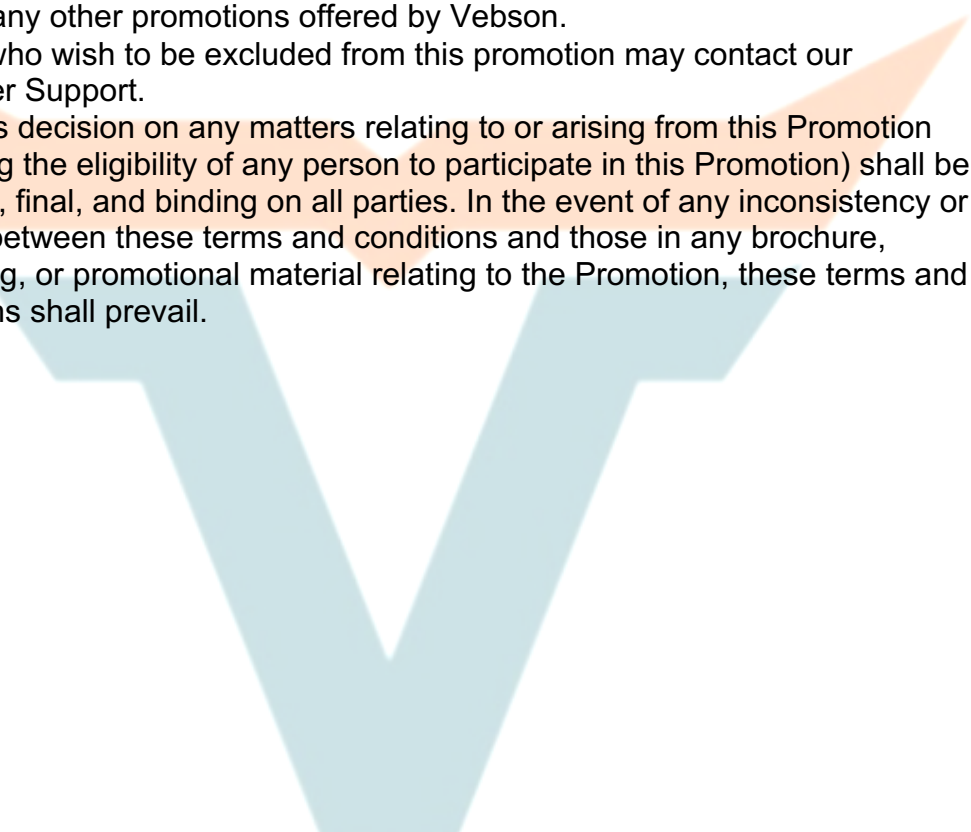 any other promotions offered by Vebson.
who wish to be excluded from this promotion may contact our
er Support.
s decision on any matters relating to or arising from this Promotion
g the eligibility of any person to participate in this Promotion) shall be
, final, and binding on all parties. In the event of any inconsistency or
between these terms and conditions and those in any brochure,
g, or promotional material relating to the Promotion, these terms and
ns shall prevail.